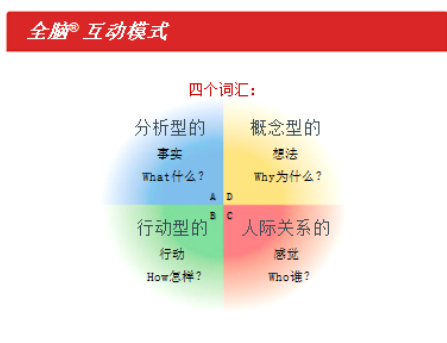 全脑® 互动模式
四个词汇:
分析型的
事实
What什么?
A
概念型的
想法
Why为什么?
D
行动型的
行动
How怎样?
B
人际关系的
感觉
Who谁?
C